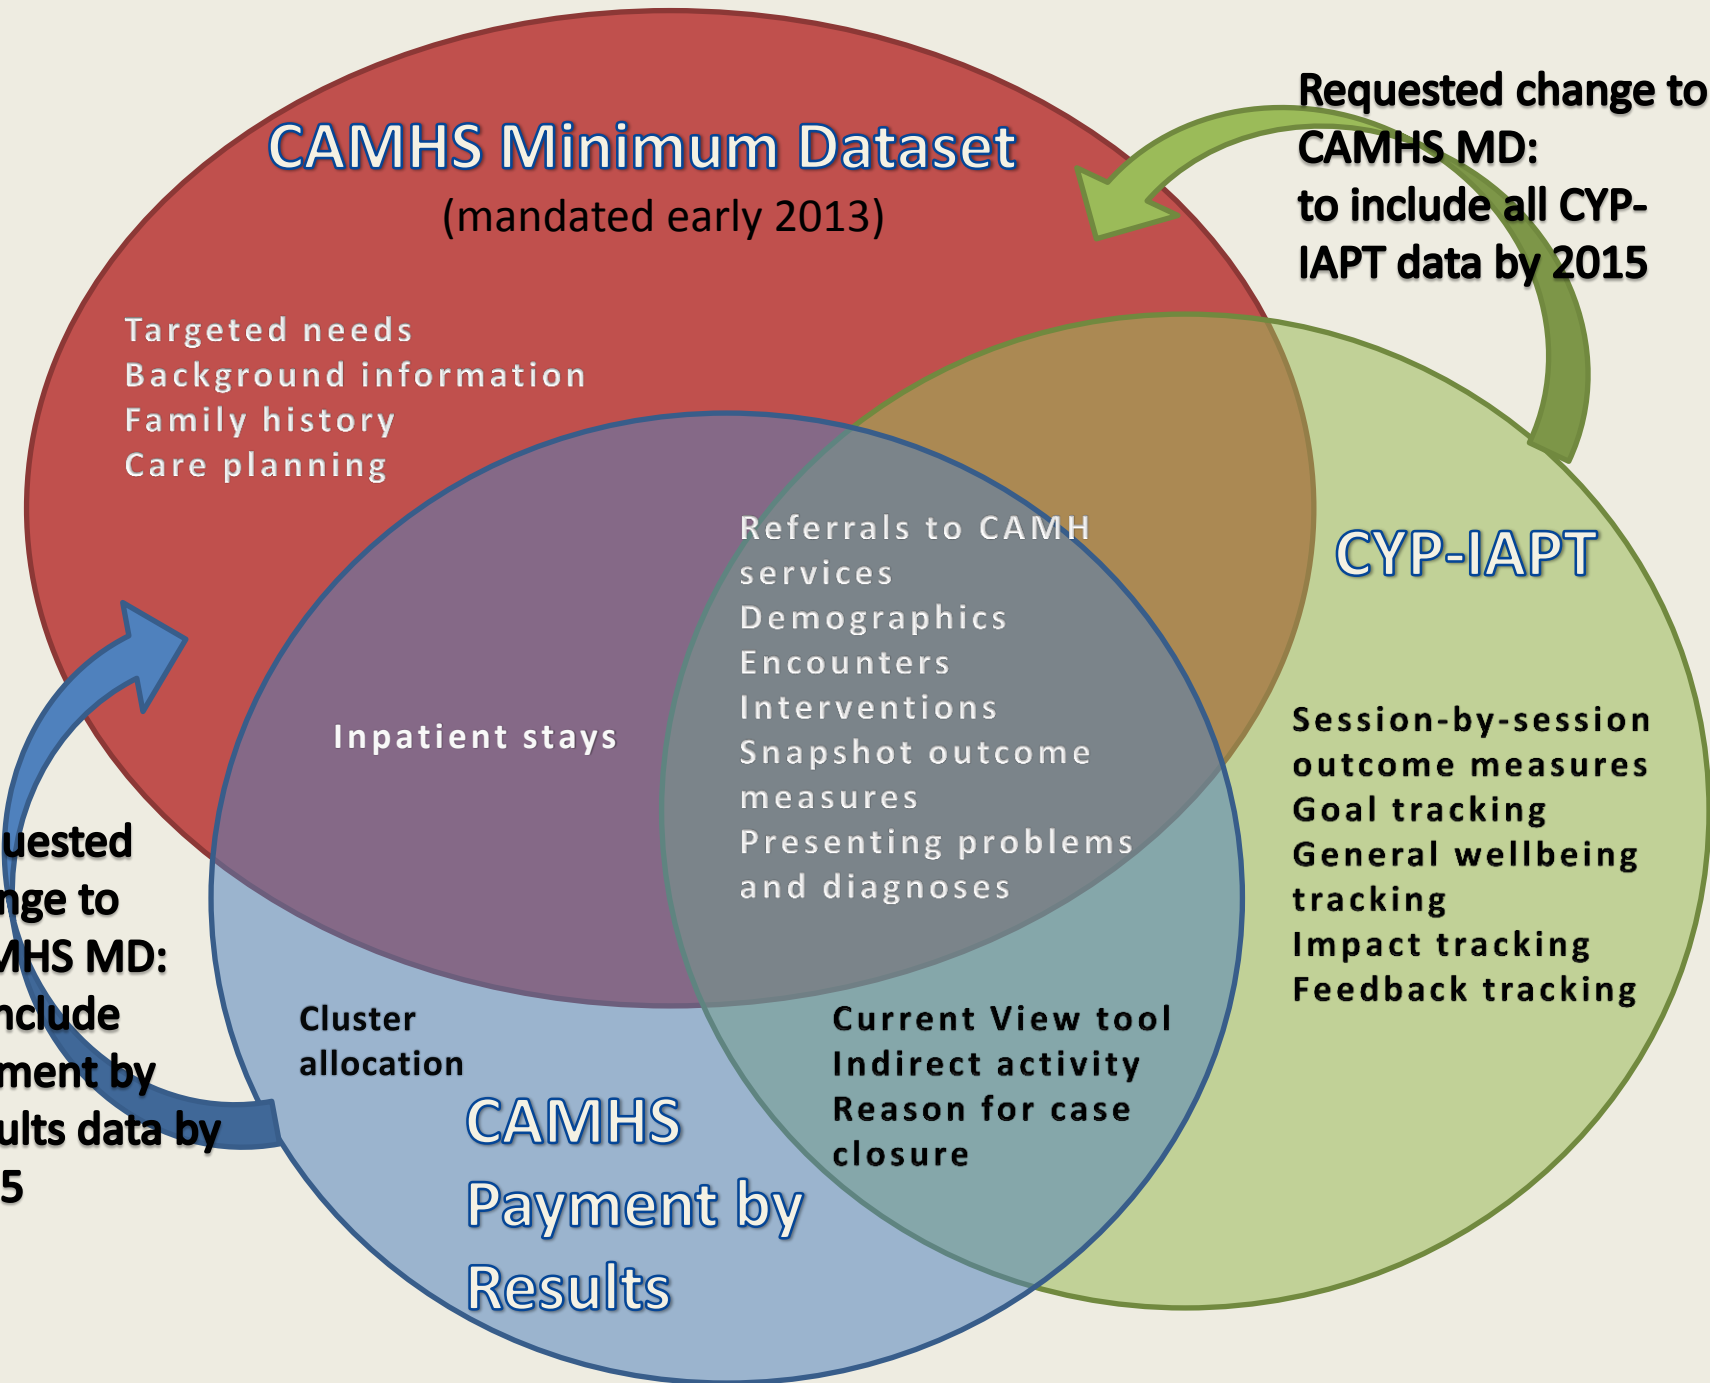 CAMHS Minimum Dataset
(mandated early 2013)
Requested change to
CAMHS MD:
to include all CYP-
IAPT data by 2015
Targeted needs
Background information
Family history
Care planning
Referrals to CAMH
services
Demographics
Encounters
Interventions
Snapshot outcome
measures
Presenting problems
and diagnoses
CYP-IAPT
Inpatient stays
Session-by-session
outcome measures
Goal tracking
General wellbeing
tracking
Impact tracking
Feedback tracking
uested
nge to
MHS MD:
nclude
ment by
ults data by
5
Cluster
allocation
Current View tool
Indirect activity
Reason for case
closure
CAMHS
Payment by
Results